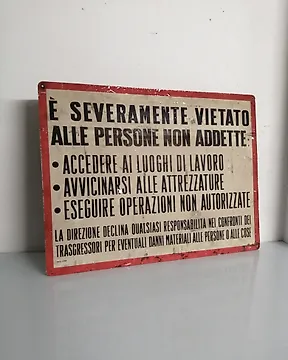 È SEVERAMENTE VIETATO
ALLE PERSONE NON ADDETTE:
• ACCEDERE AI LUOGHI DI LAVORO
• AVVICINARSI ALLE ATTREZZATURE
• ESEGUIRE OPERAZIONI NON AUTORIZZATE
LA DIREZIONE DECLINA QUALSIASI RESPONSABILITÀ NEI CONFRONTI DEI
TRASGRESSORI PER EVENTUALI DANNI MATERIALI ALLE PERSONE O ALLE COSE